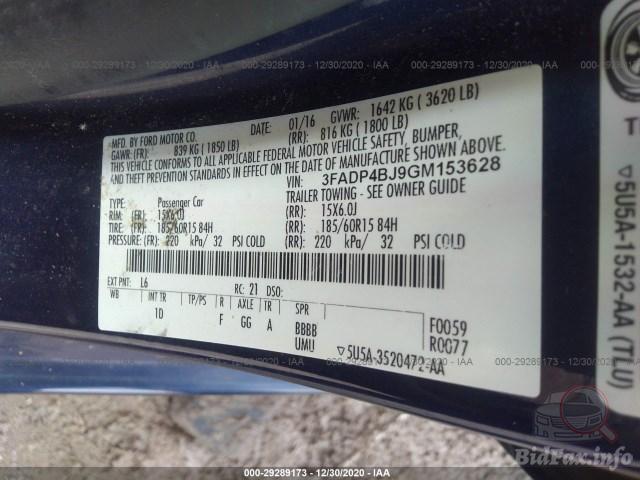 000-29289173 - 12/30/2020 - IAA
000-29289173 - 12/30/2020 - IAA
MFD. BY FORD MOTOR CO. DATE: 01/16 GVWR: 1642 KG ( 3620 LB)
GAWR: (FR): 839 KG ( 1850 LB) (RR): 816 KG ( 1800 LB)
THIS VEHICLE CONFORMS TO ALL APPLICABLE FEDERAL MOTOR VEHICLE SAFETY, BUMPER,
AND THEFT PREVENTION STANDARDS IN EFFECT ON THE DATE OF MANUFACTURE SHOWN ABOVE.
VIN: 3FADP4BJ9GM153628
TYPE: Passenger Car TRAILER TOWING - SEE OWNER GUIDE
RIM: (FR): 15X6.0J (RR): 15X6.0J
TIRE: (FR): 185/60R15 84H (RR): 185/60R15 84H
PRESSURE: (FR): 220 kPa/ 32 PSI COLD (RR): 220 kPa/ 32 PSI COLD
EXT PNT: L6 RC: 21 DSO:
WB INT TR TP/PS R AXLE TR SPR
1D F GG A BBBB F0059
UMU R0077
▽5U5A-3520472-AA
T
▽5U5A-1532-AA (TLU)
000-29289173 - 12/30/2020 - IAA
BidFax.info
000-29289173 - 12/30/2020 - IAA